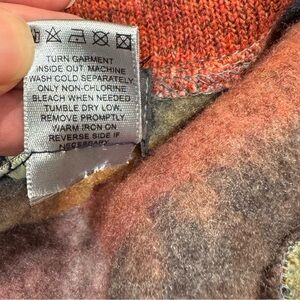 TURN GARMENT
INSIDE OUT. MACHINE
WASH COLD SEPARATELY
ONLY NON-CHLORINE
BLEACH WHEN NEEDED
TUMBLE DRY LOW.
REMOVE PROMPTLY
WARM IRON ON
REVERSE SIDE IF
NECESSARY